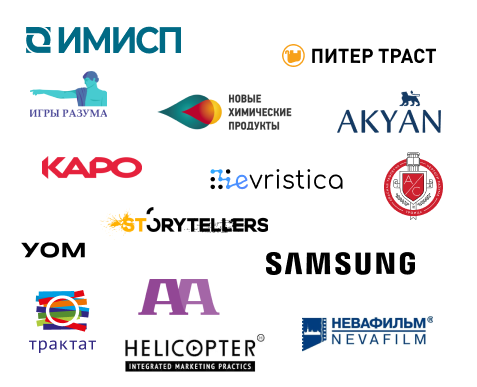 ИМИСП
ПИТЕР ТРАСТ
ИГРЫ РАЗУМА
НОВЫЕ
ХИМИЧЕСКИЕ
ПРОДУКТЫ
AKYAN
КАРО
evristica
A/C
STORYTELLERS
УОМ
SAMSUNG
трактат
AA
HELICOPTER
INTEGRATED MARKETING PRACTICS
НЕВАФИЛЬМ®
NEVAFILM